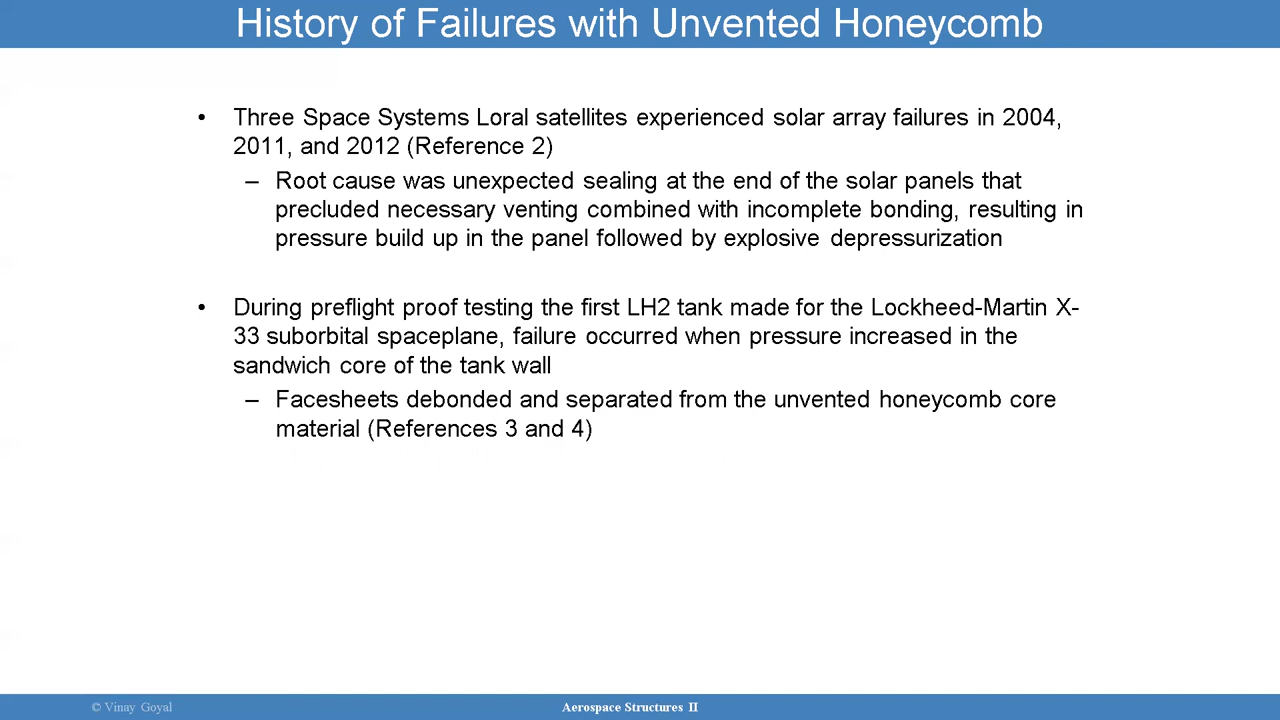 History of Failures with Unvented Honeycomb
• Three Space Systems Loral satellites experienced solar array failures in 2004,
2011, and 2012 (Reference 2)
– Root cause was unexpected sealing at the end of the solar panels that
precluded necessary venting combined with incomplete bonding, resulting in
pressure build up in the panel followed by explosive depressurization
• During preflight proof testing the first LH2 tank made for the Lockheed-Martin X-
33 suborbital spaceplane, failure occurred when pressure increased in the
sandwich core of the tank wall
– Facesheets debonded and separated from the unvented honeycomb core
material (References 3 and 4)
© Vinay Goyal
Aerospace Structures II